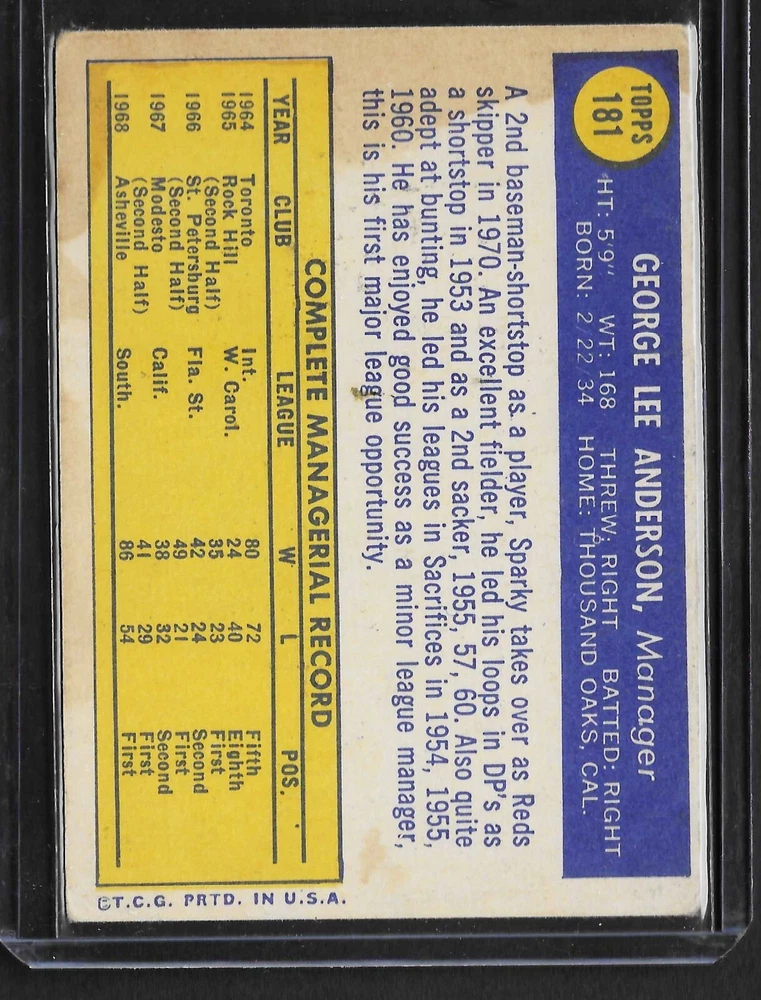 TOPPS
181
GEORGE LEE ANDERSON, Manager
HT: 5'9" WT: 168 THREW: RIGHT BATTED: RIGHT
BORN: 2/22/34 HOME: THOUSAND OAKS, CAL.
A 2nd baseman-shortstop as a player, Sparky takes over as Reds
skipper in 1970. An excellent fielder, he led his loops in DP's as
a shortstop in 1953 and as a 2nd sacker, 1955, 57, 60. Also quite
adept at bunting, he led his leagues in Sacrifices in 1954, 1955,
1960. He has enjoyed good success as a minor league manager,
this is his first major league opportunity.
COMPLETE MANAGERIAL RECORD
YEAR CLUB LEAGUE W L POS.
1964 Toronto Int. 80 72 Fifth
1965 Rock Hill W. Carol. 24 40 Eighth
(Second Half) 35 23 First
1966 St. Petersburg Fla. St. 42 24 Second
(Second Half) 49 21 First
1967 Modesto Calif. 38 32 Second
(Second Half) 41 29 First
1968 Asheville South. 86 54 First
©T.C.G. PRTD. IN U.S.A.